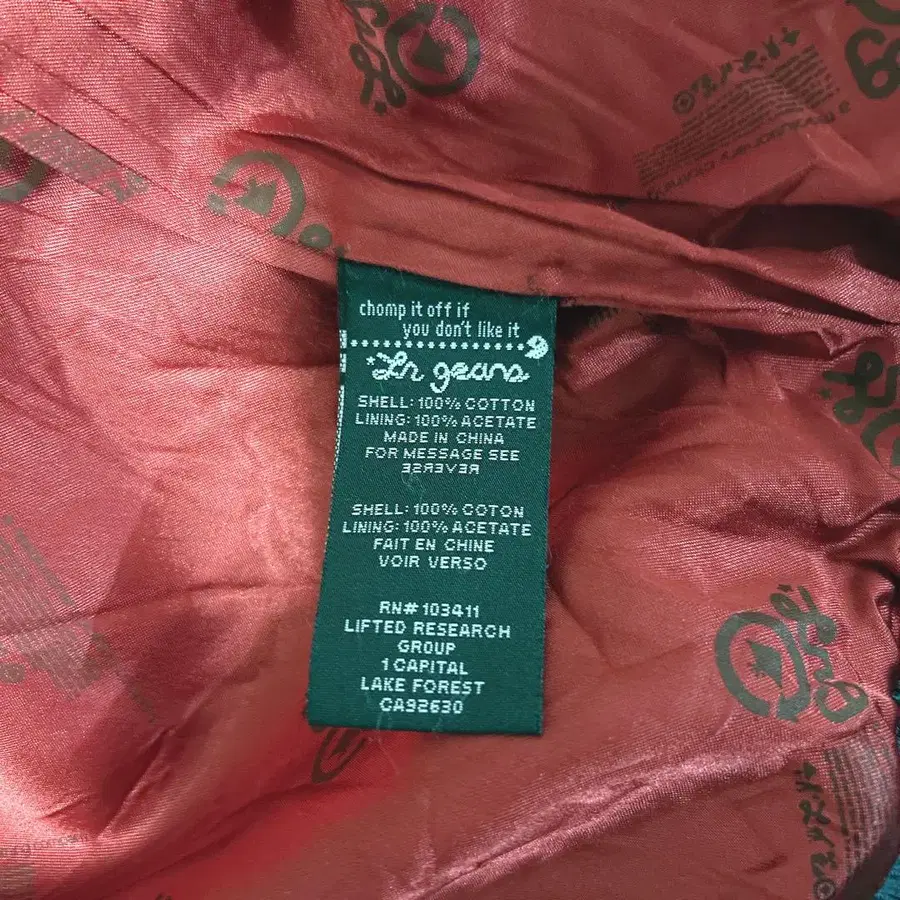 chomp it off if
you don't like it
*Lr geans
SHELL: 100% COTTON
LINING: 100% ACETATE
MADE IN CHINA
FOR MESSAGE SEE
REVERSE
SHELL: 100% COTON
LINING: 100% ACETATE
FAIT EN CHINE
VOIR VERSO
RN# 103411
LIFTED RESEARCH
GROUP
1 CAPITAL
LAKE FOREST
CA92630